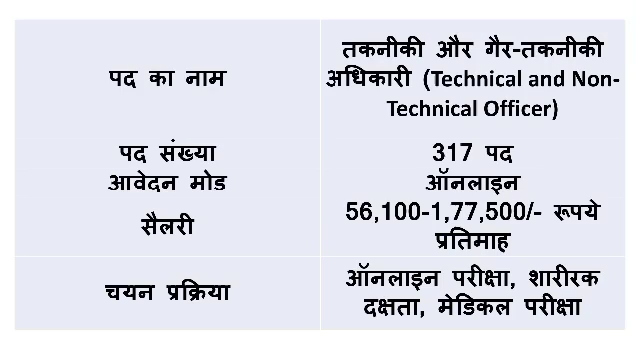 पद का नाम
तकनीकी और गैर-तकनीकी
अधिकारी (Technical and Non-
Technical Officer)
पद संख्या
317 पद
आवेदन मोड
ऑनलाइन
सैलरी
56,100-1,77,500/- रूपये
प्रतिमाह
चयन प्रक्रिया
ऑनलाइन परीक्षा, शारीरक
दक्षता, मेडिकल परीक्षा